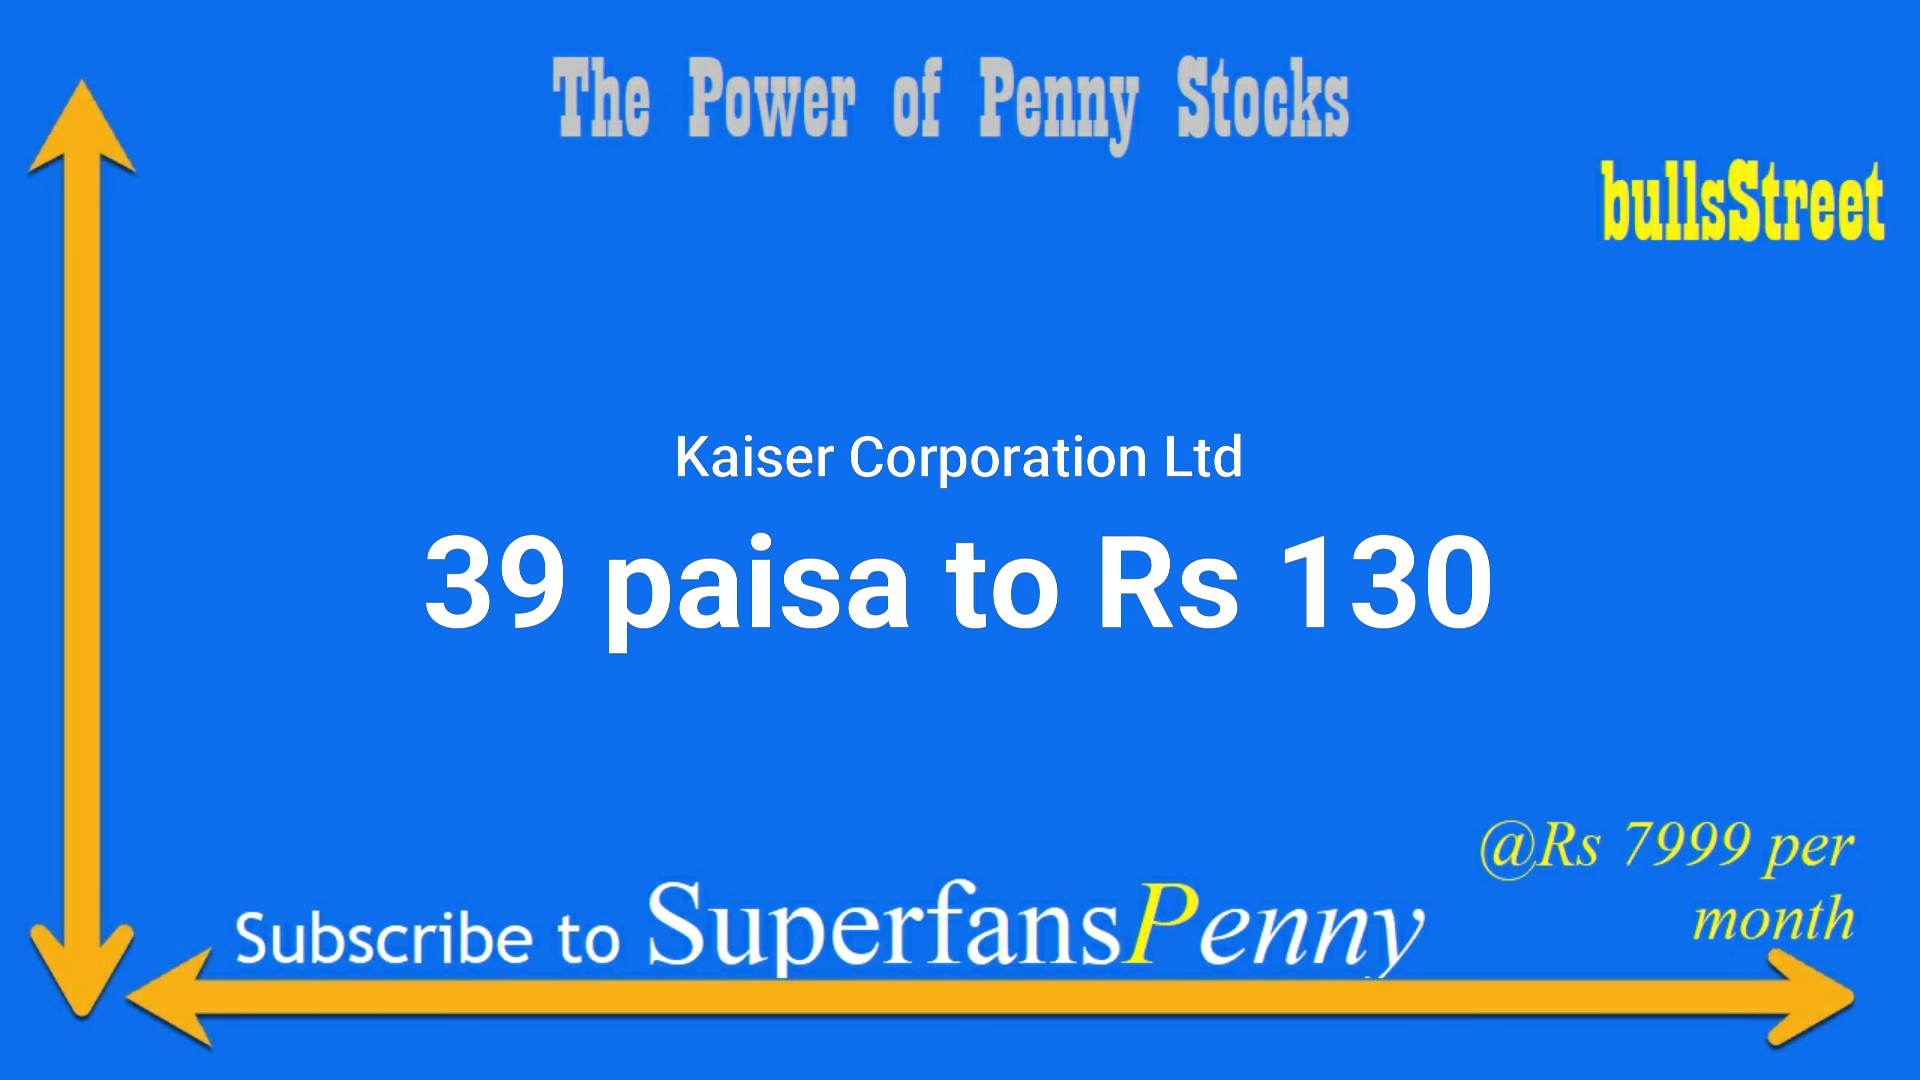 The Power of Penny Stocks
bullsStreet
Kaiser Corporation Ltd
39 paisa to Rs 130
@Rs 7999 per
month
Subscribe to SuperfansPenny